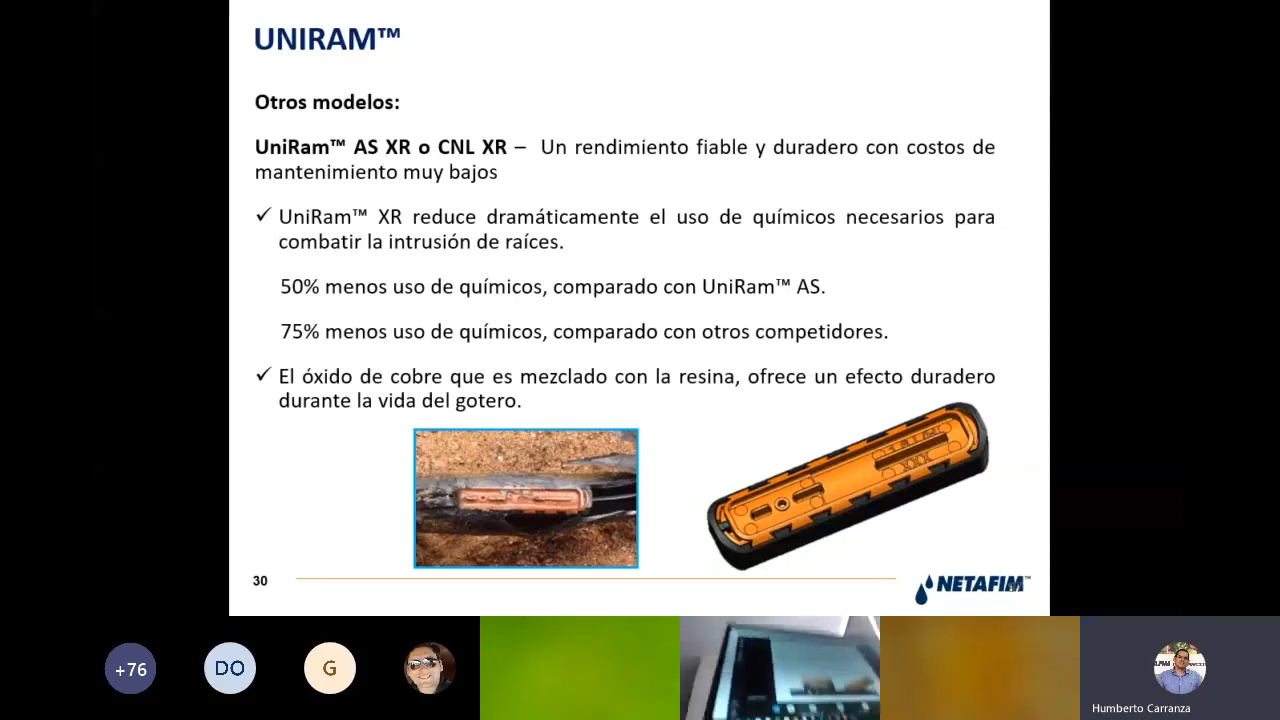 UNIRAM™
Otros modelos:
UniRam™ AS XR o CNL XR – Un rendimiento fiable y duradero con costos de
mantenimiento muy bajos
✓ UniRam™ XR reduce dramáticamente el uso de químicos necesarios para
combatir la intrusión de raíces.
50% menos uso de químicos, comparado con UniRam™ AS.
75% menos uso de químicos, comparado con otros competidores.
✓ El óxido de cobre que es mezclado con la resina, ofrece un efecto duradero
durante la vida del gotero.
30
NETAFIM™
+76
DO
G
Humberto Carranza